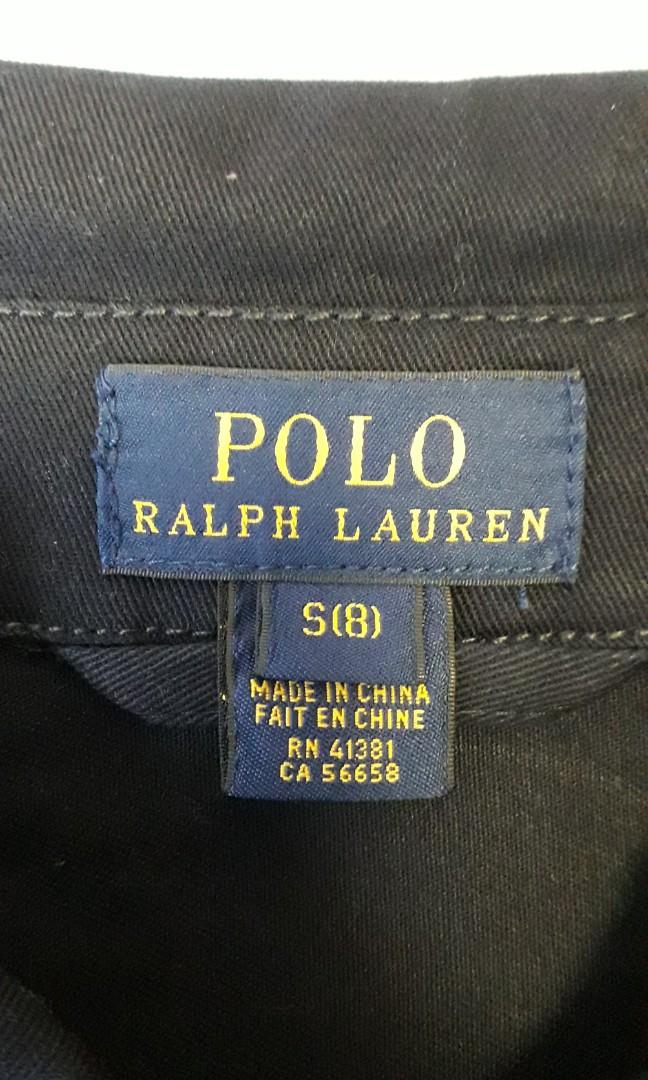 POLO
RALPH LAUREN
S(8)
MADE IN CHINA
FAIT EN CHINE
RN 41381
CA 56658